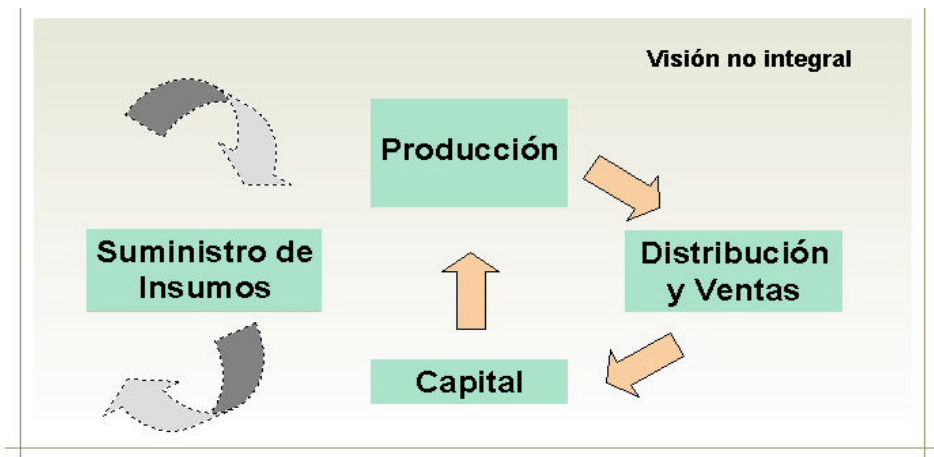 Visión no integral
Producción
Suministro de
Insumos
Distribución
y Ventas
Capital